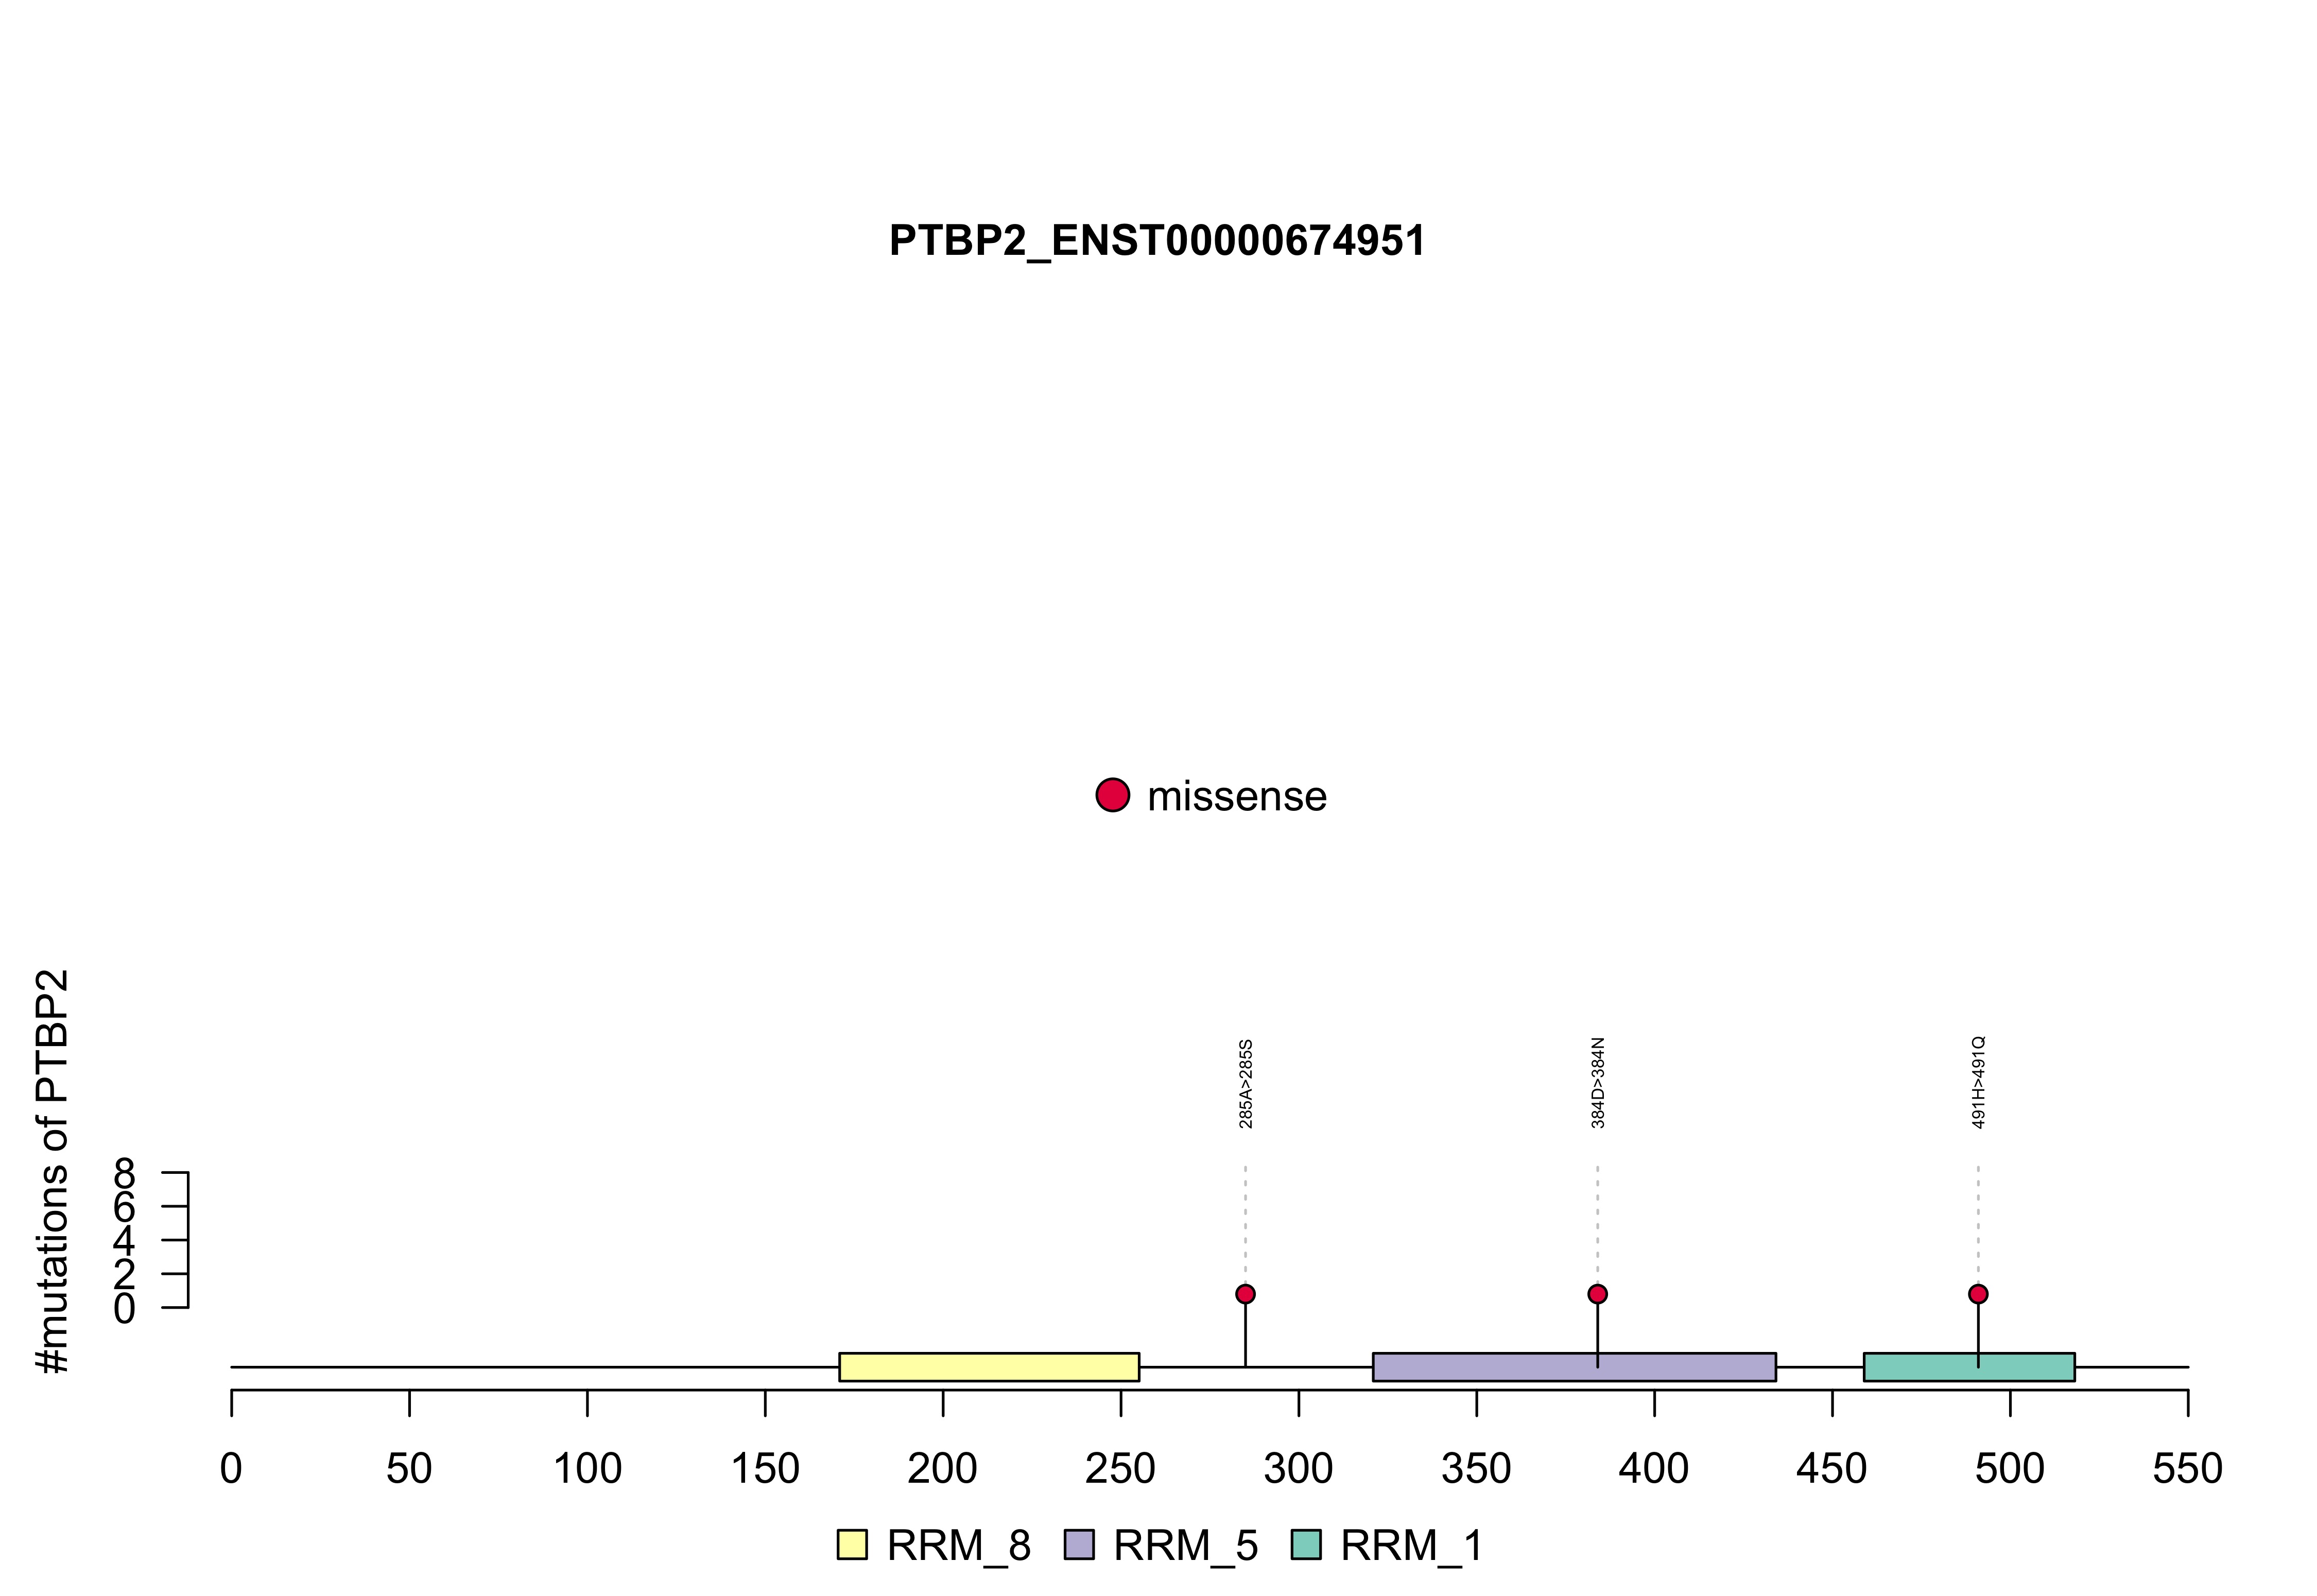 PTBP2_ENST00000674951
missense
#mutations of PTBP2
285A>285S
384D>384N
491H>491Q
8
6
4
2
0
0 50 100 150 200 250 300 350 400 450 500 550
RRM_8 RRM_5 RRM_1